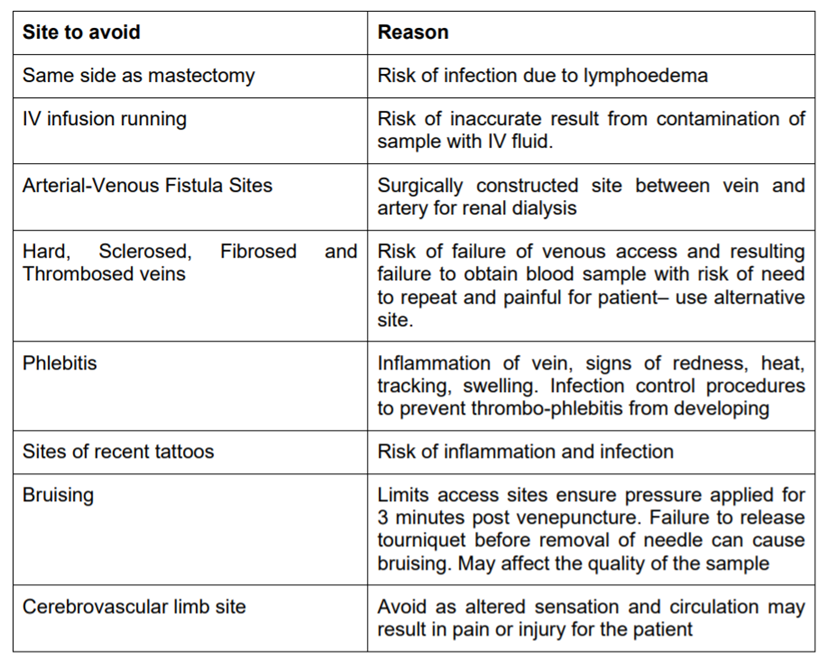 Site to avoid
Reason
Same side as mastectomy
Risk of infection due to lymphoedema
IV infusion running
Risk of inaccurate result from contamination of
sample with IV fluid.
Arterial-Venous Fistula Sites
Surgically constructed site between vein and
artery for renal dialysis
Hard, Sclerosed, Fibrosed and
Thrombosed veins
Risk of failure of venous access and resulting
failure to obtain blood sample with risk of need
to repeat and painful for patient– use alternative
site.
Phlebitis
Inflammation of vein, signs of redness, heat,
tracking, swelling. Infection control procedures
to prevent thrombo-phlebitis from developing
Sites of recent tattoos
Risk of inflammation and infection
Bruising
Limits access sites ensure pressure applied for
3 minutes post venepuncture. Failure to release
tourniquet before removal of needle can cause
bruising. May affect the quality of the sample
Cerebrovascular limb site
Avoid as altered sensation and circulation may
result in pain or injury for the patient